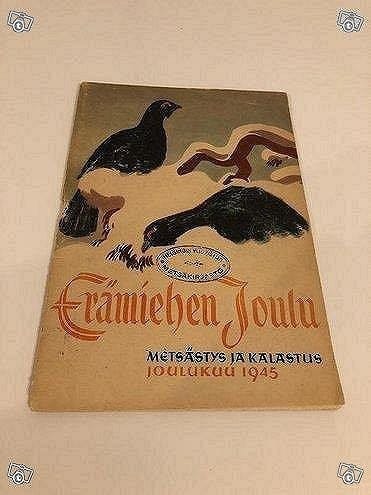 Erämiehen Joulu
METSÄSTYS JA KALASTUS
JOULUKUU 1945